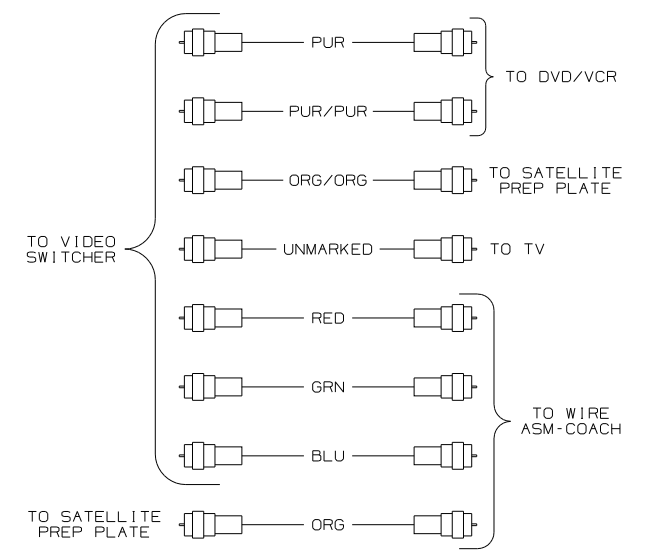 PUR
TO DVD/VCR
PUR/PUR
ORG/ORG
TO SATELLITE
PREP PLATE
TO VIDEO
SWITCHER
UNMARKED
TO TV
RED
GRN
TO WIRE
ASM-COACH
BLU
TO SATELLITE
PREP PLATE
ORG